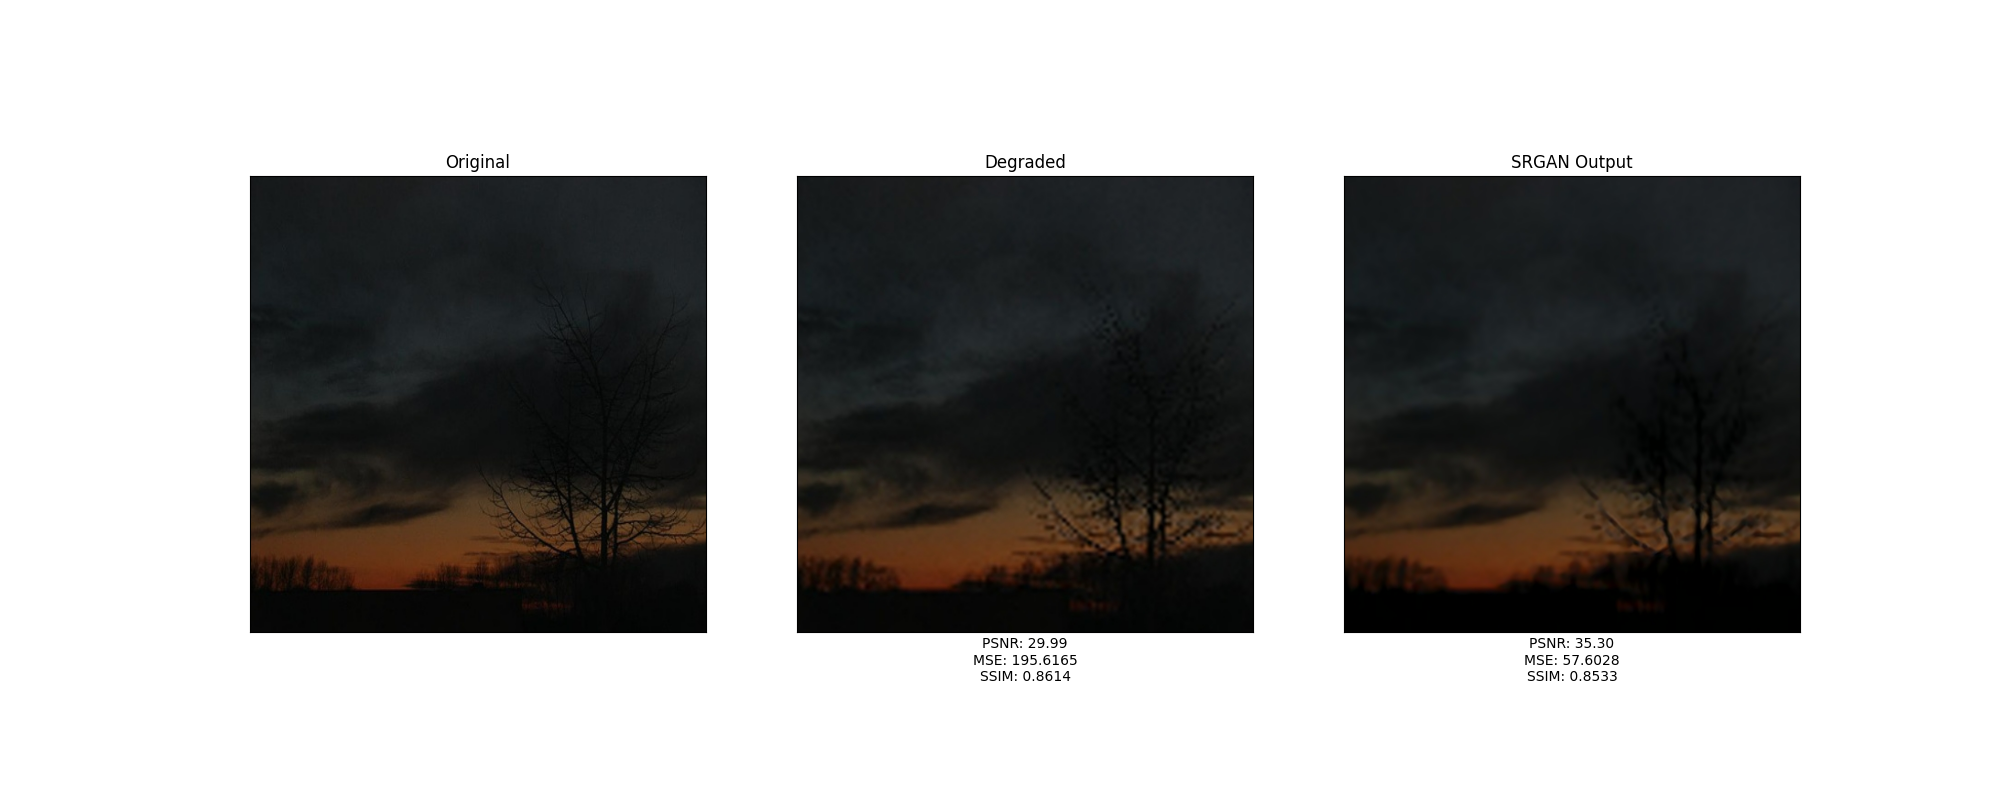 Original
Degraded
SRGAN Output
PSNR: 29.99
MSE: 195.6165
SSIM: 0.8614
PSNR: 35.30
MSE: 57.6028
SSIM: 0.8533